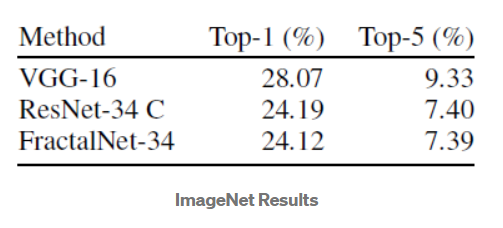 Method Top-1 (%) Top-5 (%)
VGG-16 28.07 9.33
ResNet-34 C 24.19 7.40
FractalNet-34 24.12 7.39
ImageNet Results